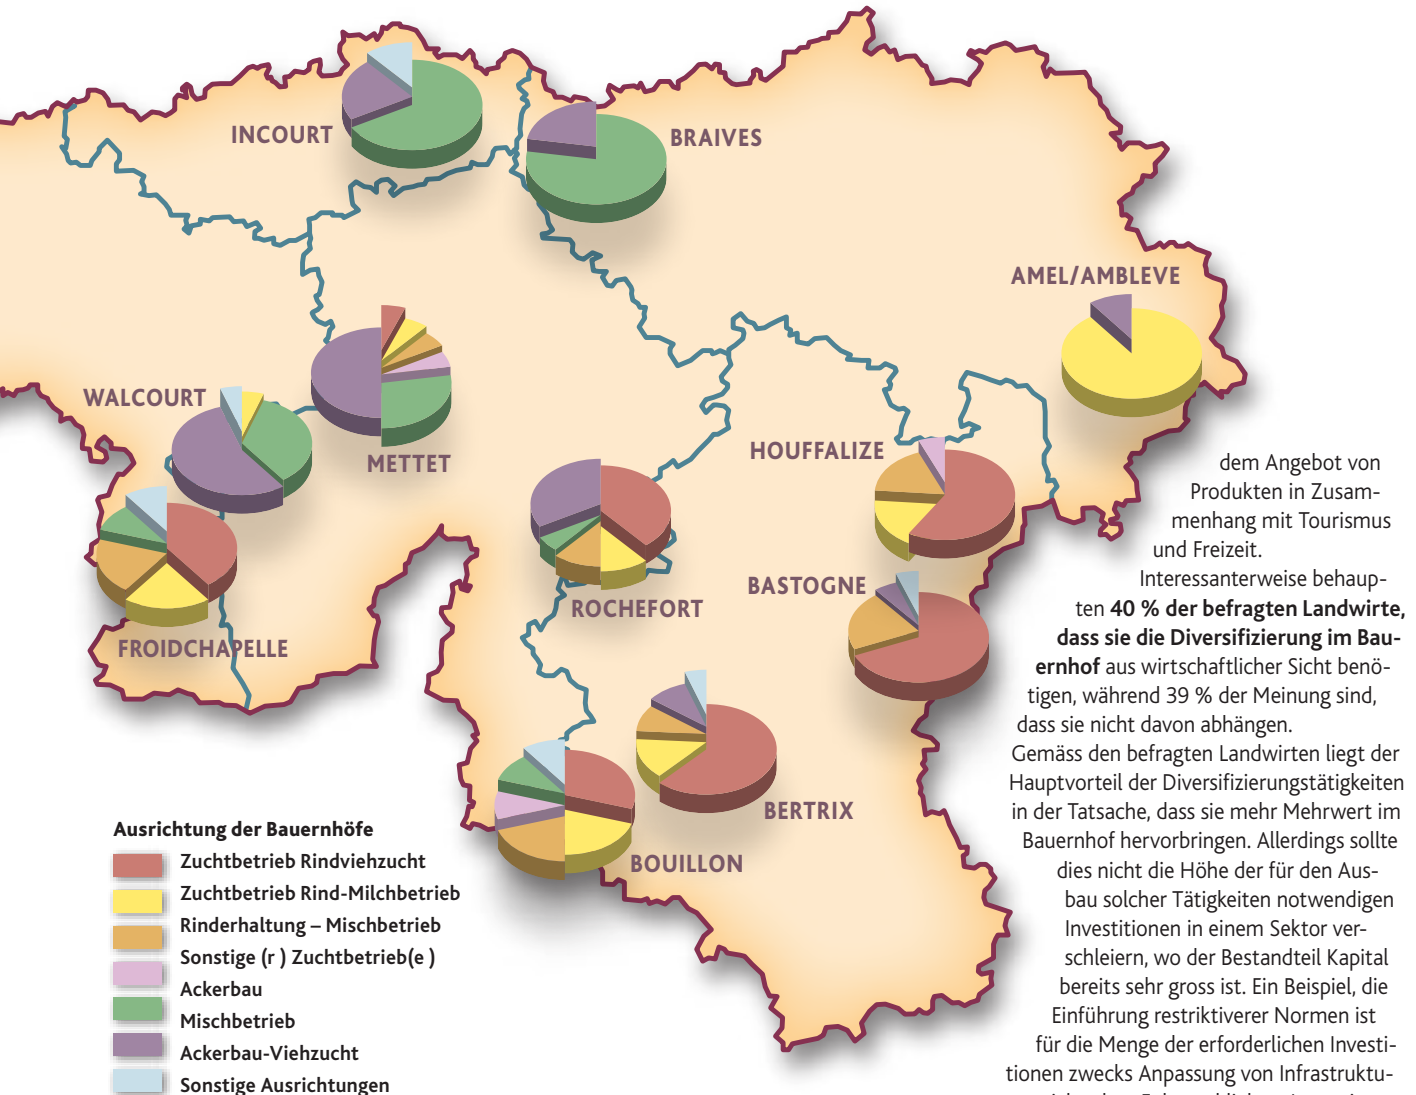 INCOURT
BRAIVES
AMEL/AMBLEVE
WALCOURT
METTET
HOUFFALIZE
BASTOGNE
ROCHEFORT
FROIDCHAPELLE
BERTRIX
BOUILLON
Ausrichtung der Bauernhöfe
Zuchtbetrieb Rindviehzucht
Zuchtbetrieb Rind-Milchbetrieb
Rinderhaltung – Mischbetrieb
Sonstige (r ) Zuchtbetrieb(e )
Ackerbau
Mischbetrieb
Ackerbau-Viehzucht
Sonstige Ausrichtungen
dem Angebot von
Produkten in Zusam-
menhang mit Tourismus
und Freizeit.
Interessanterweise behaup-
ten 40 % der befragten Landwirte,
dass sie die Diversifizierung im Bau-
ernhof aus wirtschaftlicher Sicht benö-
tigen, während 39 % der Meinung sind,
dass sie nicht davon abhängen.
Gemäss den befragten Landwirten liegt der
Hauptvorteil der Diversifizierungstätigkeiten
in der Tatsache, dass sie mehr Mehrwert im
Bauernhof hervorbringen. Allerdings sollte
dies nicht die Höhe der für den Aus-
bau solcher Tätigkeiten notwendigen
Investitionen in einem Sektor ver-
schleiern, wo der Bestandteil Kapital
bereits sehr gross ist. Ein Beispiel, die
Einführung restriktiverer Normen ist
für die Menge der erforderlichen Investi-
tionen zwecks Anpassung von Infrastruktu-